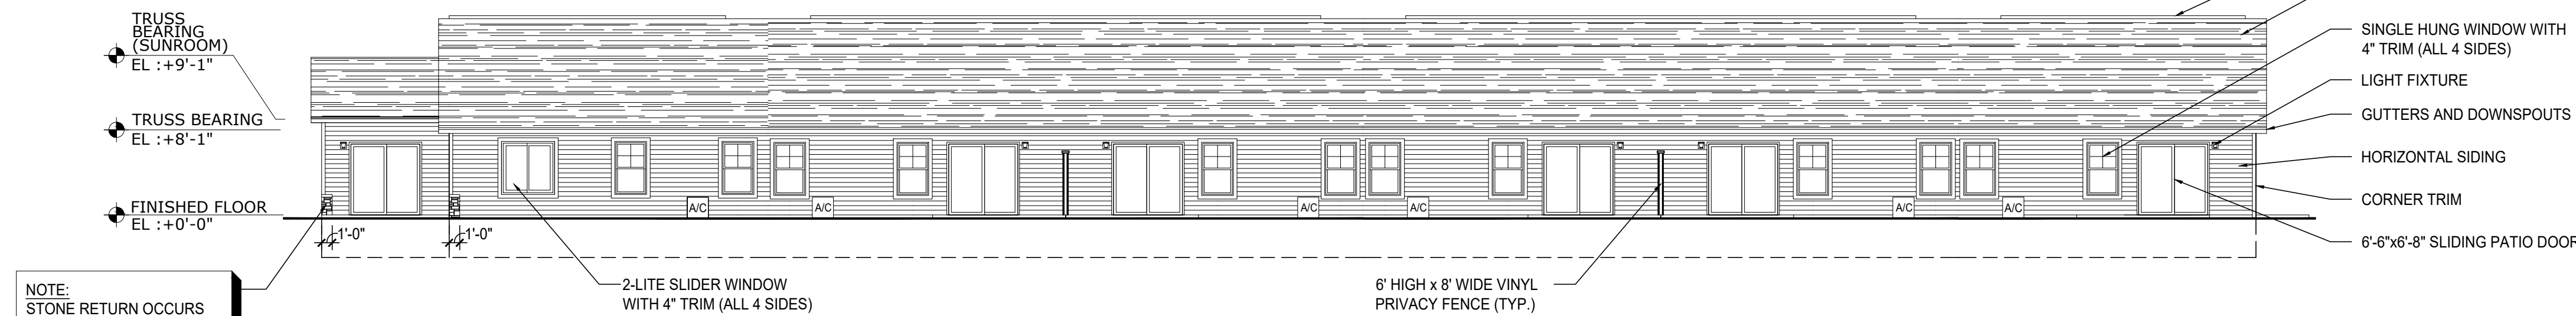 TRUSS
BEARING
(SUNROOM)
EL :+9'-1"
TRUSS BEARING
EL :+8'-1"
FINISHED FLOOR
EL :+0'-0"
A/C
A/C
A/C
A/C
A/C
A/C
1'-0"
1'-0"
NOTE:
STONE RETURN OCCURS
2-LITE SLIDER WINDOW
WITH 4" TRIM (ALL 4 SIDES)
6' HIGH x 8' WIDE VINYL
PRIVACY FENCE (TYP.)
SINGLE HUNG WINDOW WITH
4" TRIM (ALL 4 SIDES)
LIGHT FIXTURE
GUTTERS AND DOWNSPOUTS
HORIZONTAL SIDING
CORNER TRIM
6'-6"x6'-8" SLIDING PATIO DOOR